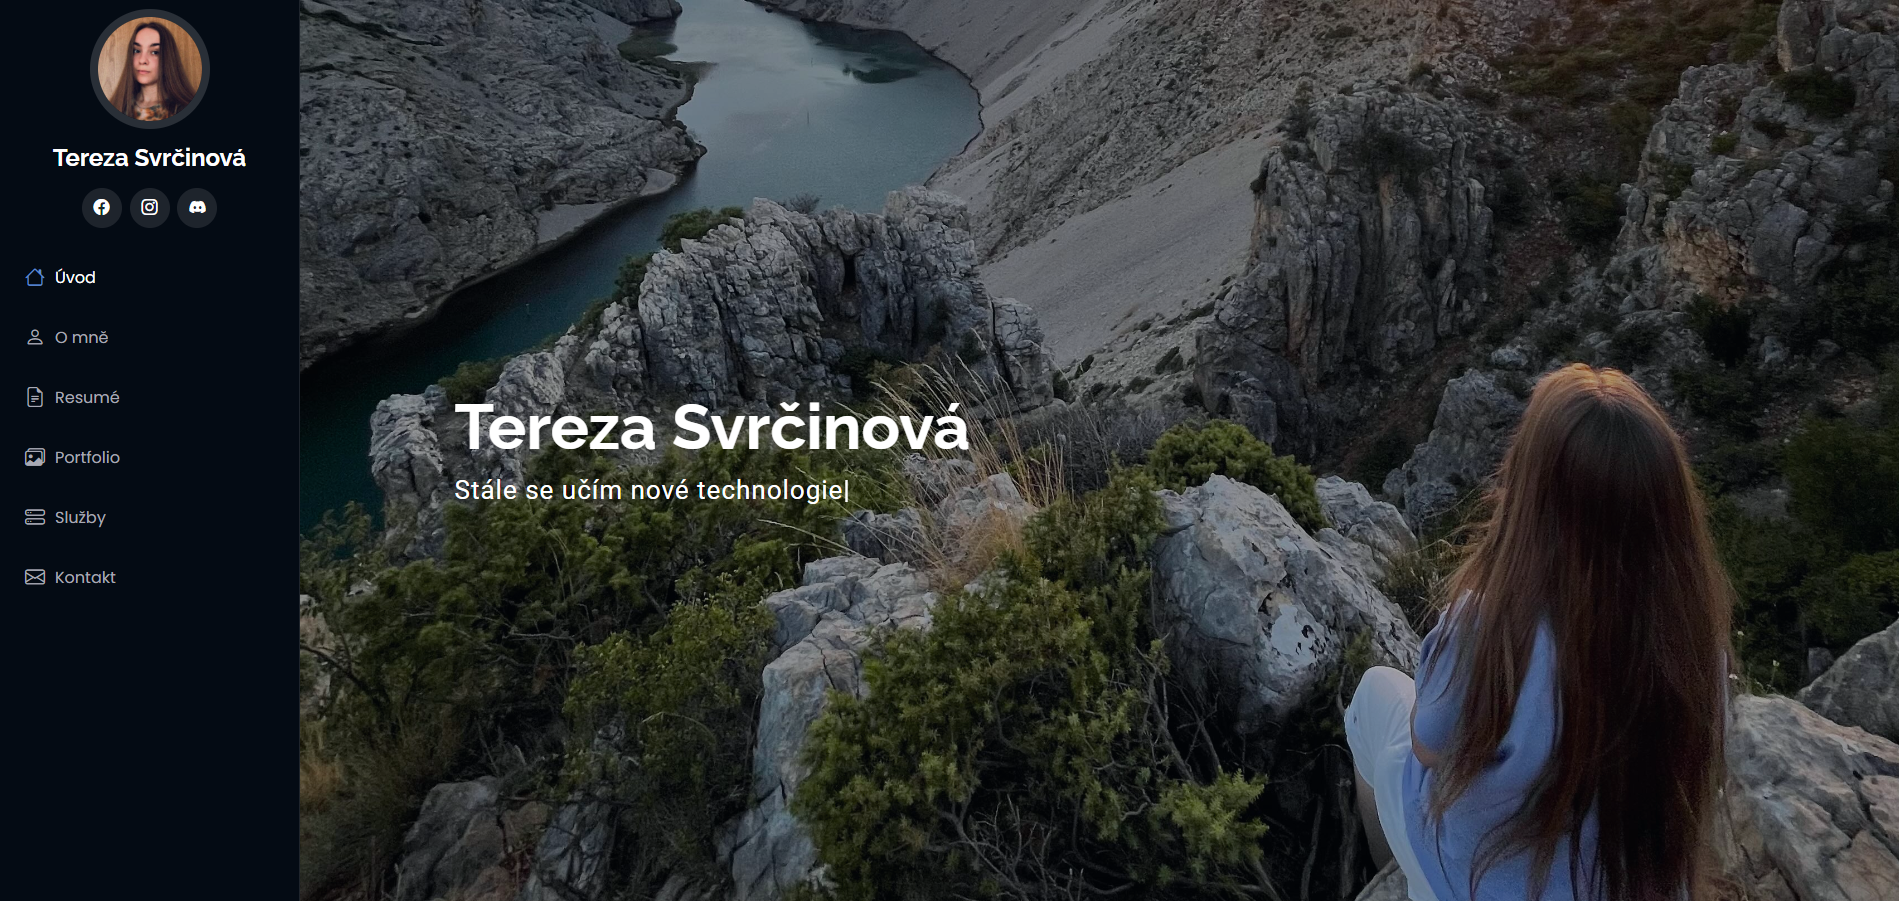 Tereza Svrčinová
Úvod
O mně
Resumé
Portfolio
Služby
Kontakt
Tereza Svrčinová
Stále se učím nové technologie|